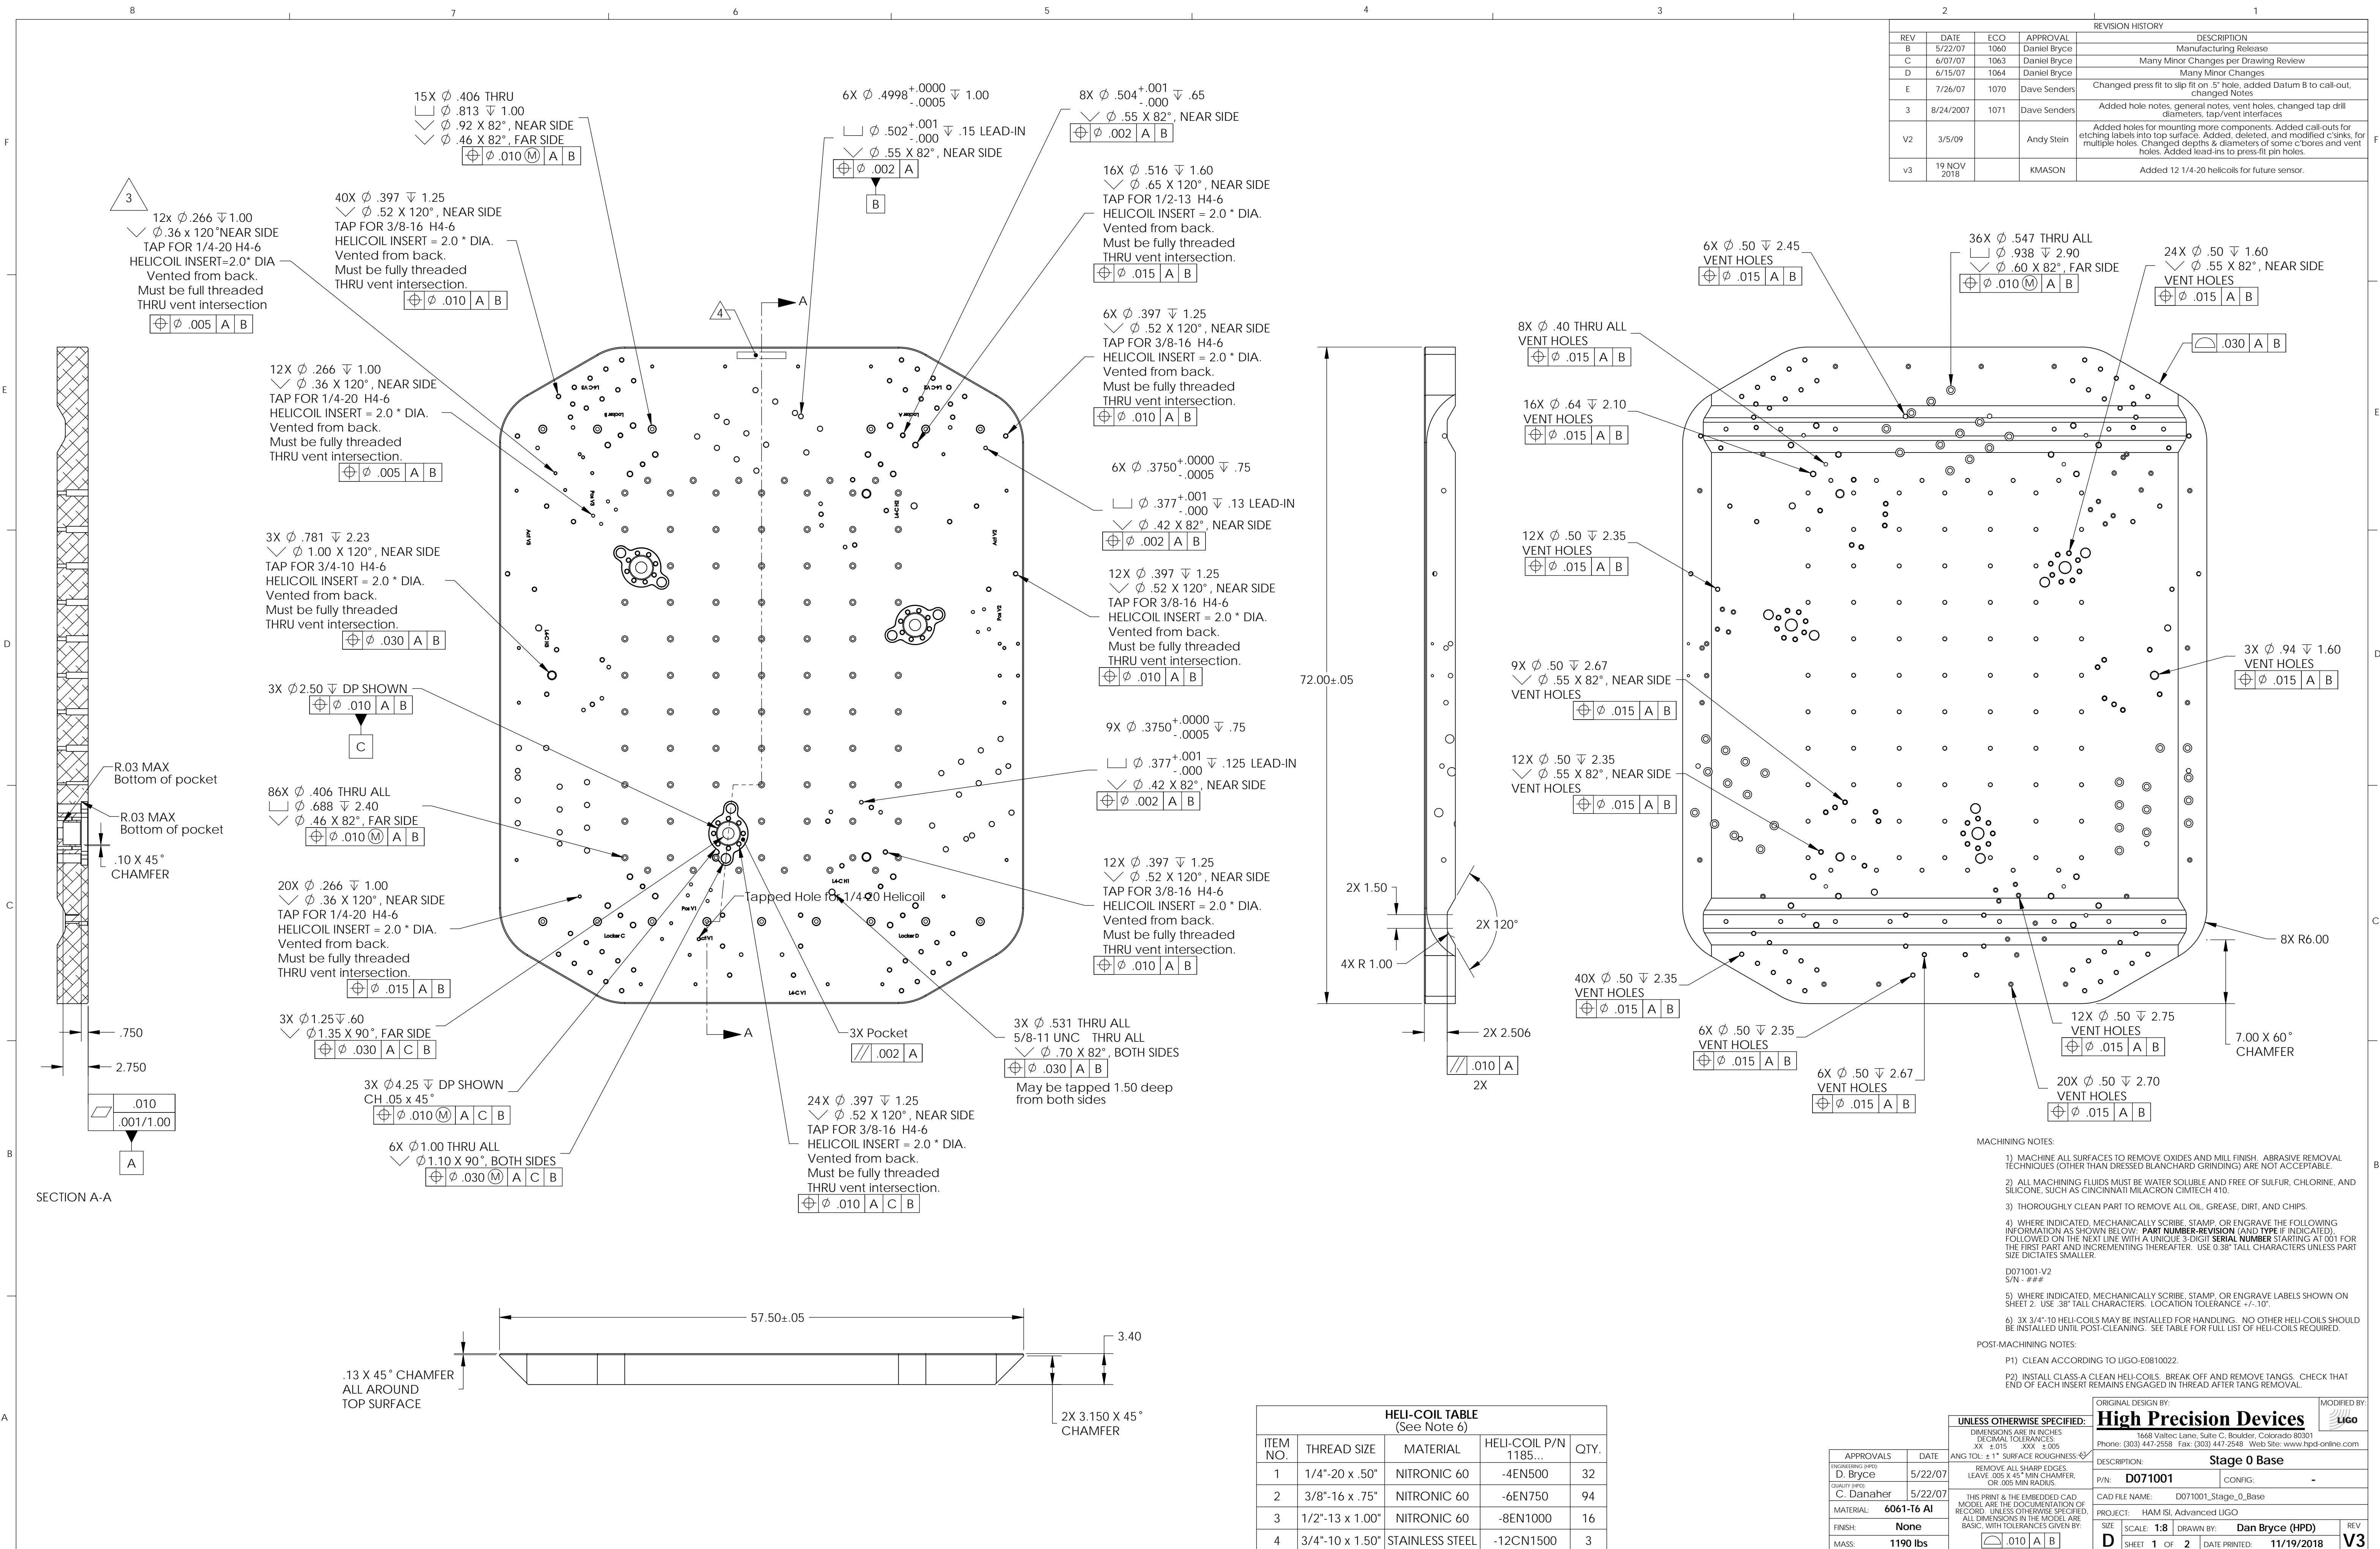 8 7 6 5 4 3 2 1
F
E
D
C
B
A
REVISION HISTORY
REV DATE ECO APPROVAL DESCRIPTION
B 5/22/07 1060 Daniel Bryce Manufacturing Release
C 6/07/07 1063 Daniel Bryce Many Minor Changes per Drawing Review
D 6/15/07 1064 Daniel Bryce Many Minor Changes
E 7/26/07 1070 Dave Senders Changed press fit to slip fit on .5" hole, added Datum B to call-out,
changed Notes
3 8/24/2007 1071 Dave Senders Added hole notes, general notes, vent holes, changed tap drill
diameters, tap/vent interfaces
V2 3/5/09 Andy Stein Added holes for mounting more components. Added call-outs for
etching labels into top surface. Added, deleted, and modified c'sinks, for
multiple holes. Changed depths & diameters of some c'bores and vent
holes. Added lead-ins to press-fit pin holes.
v3 19 NOV 2018 KMASON Added 12 1/4-20 helicoils for future sensor.
3
12x ⌀.266 ↧1.00
⌵ ⌀.36 x 120°NEAR SIDE
TAP FOR 1/4-20 H4-6
HELICOIL INSERT=2.0* DIA
Vented from back.
Must be full threaded
THRU vent intersection
⌖ ⌀ .005 A B
15X ⌀ .406 THRU
⌴ ⌀ .813 ↧ 1.00
⌵ ⌀ .92 X 82°, NEAR SIDE
⌵ ⌀ .46 X 82°, FAR SIDE
⌖ ⌀ .010 Ⓜ A B
40X ⌀ .397 ↧ 1.25
⌵ ⌀ .52 X 120°, NEAR SIDE
TAP FOR 3/8-16 H4-6
HELICOIL INSERT = 2.0 * DIA.
Vented from back.
Must be fully threaded
THRU vent intersection.
⌖ ⌀ .010 A B
12X ⌀ .266 ↧ 1.00
⌵ ⌀ .36 X 120°, NEAR SIDE
TAP FOR 1/4-20 H4-6
HELICOIL INSERT = 2.0 * DIA.
Vented from back.
Must be fully threaded
THRU vent intersection.
⌖ ⌀ .005 A B
3X ⌀ .781 ↧ 2.23
⌵ ⌀ 1.00 X 120°, NEAR SIDE
TAP FOR 3/4-10 H4-6
HELICOIL INSERT = 2.0 * DIA.
Vented from back.
Must be fully threaded
THRU vent intersection.
⌖ ⌀ .030 A B
3X ⌀2.50 ↧ DP SHOWN
⌖ ⌀ .010 A B
C
86X ⌀ .406 THRU ALL
⌴ ⌀ .688 ↧ 2.40
⌵ ⌀ .46 X 82°, FAR SIDE
⌖ ⌀ .010 Ⓜ A B
20X ⌀ .266 ↧ 1.00
⌵ ⌀ .36 X 120°, NEAR SIDE
TAP FOR 1/4-20 H4-6
HELICOIL INSERT = 2.0 * DIA.
Vented from back.
Must be fully threaded
THRU vent intersection.
⌖ ⌀ .015 A B
3X ⌀1.25↧.60
⌵ ⌀1.35 X 90°, FAR SIDE
⌖ ⌀ .030 A C B
3X ⌀4.25 ↧ DP SHOWN
CH .05 x 45°
⌖ ⌀ .010 Ⓜ A C B
6X ⌀1.00 THRU ALL
⌵ ⌀1.10 X 90°, BOTH SIDES
⌖ ⌀ .030 Ⓜ A C B
R.03 MAX
Bottom of pocket
R.03 MAX
Bottom of pocket
.10 X 45°
CHAMFER
.750
2.750
⏥ .010
.001/1.00
A
SECTION A-A
6X ⌀ .4998 +.0000 -.0005 ↧ 1.00
⌴ ⌀ .502 +.001 -.000 ↧ .15 LEAD-IN
⌵ ⌀ .55 X 82°, NEAR SIDE
⌖ ⌀ .002 A
B
8X ⌀ .504 +.001 -.000 ↧ .65
⌵ ⌀ .55 X 82°, NEAR SIDE
⌖ ⌀ .002 A B
16X ⌀ .516 ↧ 1.60
⌵ ⌀ .65 X 120°, NEAR SIDE
TAP FOR 1/2-13 H4-6
HELICOIL INSERT = 2.0 * DIA.
Vented from back.
Must be fully threaded
THRU vent intersection.
⌖ ⌀ .015 A B
6X ⌀ .397 ↧ 1.25
⌵ ⌀ .52 X 120°, NEAR SIDE
TAP FOR 3/8-16 H4-6
HELICOIL INSERT = 2.0 * DIA.
Vented from back.
Must be fully threaded
THRU vent intersection.
⌖ ⌀ .010 A B
6X ⌀ .3750 +.0000 -.0005 ↧ .75
⌴ ⌀ .377 +.001 -.000 ↧ .13 LEAD-IN
⌵ ⌀ .42 X 82°, NEAR SIDE
⌖ ⌀ .002 A B
12X ⌀ .397 ↧ 1.25
⌵ ⌀ .52 X 120°, NEAR SIDE
TAP FOR 3/8-16 H4-6
HELICOIL INSERT = 2.0 * DIA.
Vented from back.
Must be fully threaded
THRU vent intersection.
⌖ ⌀ .010 A B
9X ⌀ .3750 +.0000 -.0005 ↧ .75
⌴ ⌀ .377 +.001 -.000 ↧ .125 LEAD-IN
⌵ ⌀ .42 X 82°, NEAR SIDE
⌖ ⌀ .002 A B
12X ⌀ .397 ↧ 1.25
⌵ ⌀ .52 X 120°, NEAR SIDE
TAP FOR 3/8-16 H4-6
HELICOIL INSERT = 2.0 * DIA.
Vented from back.
Must be fully threaded
THRU vent intersection.
⌖ ⌀ .010 A B
3X ⌀ .531 THRU ALL
5/8-11 UNC THRU ALL
⌵ ⌀ .70 X 82°, BOTH SIDES
⌖ ⌀ .030 A B
May be tapped 1.50 deep
from both sides
3X Pocket
∥ .002 A
24X ⌀ .397 ↧ 1.25
⌵ ⌀ .52 X 120°, NEAR SIDE
TAP FOR 3/8-16 H4-6
HELICOIL INSERT = 2.0 * DIA.
Vented from back.
Must be fully threaded
THRU vent intersection.
⌖ ⌀ .010 A C B
4
A
A
L4-C V3
L4-C V2
Locker B
Locker A
Pos V3
L4-C H2
Act V3
Act V2
Pos V2
L4-C H3
L4-C H1
Pos V1
Tapped Hole for 1/4-20 Helicoil
Locker C
Act V1
Locker D
L4-C V1
72.00±.05
2X 1.50
2X 120°
4X R 1.00
2X 2.506
∥ .010 A
2X
57.50±.05
3.40
.13 X 45° CHAMFER
ALL AROUND
TOP SURFACE
2X 3.150 X 45°
CHAMFER
6X ⌀ .50 ↧ 2.45
VENT HOLES
⌖ ⌀ .015 A B
36X ⌀ .547 THRU ALL
⌴ ⌀ .938 ↧ 2.90
⌵ ⌀ .60 X 82°, FAR SIDE
⌖ ⌀ .010 Ⓜ A B
24X ⌀ .50 ↧ 1.60
⌵ ⌀ .55 X 82°, NEAR SIDE
VENT HOLES
⌖ ⌀ .015 A B
⌓ .030 A B
8X ⌀ .40 THRU ALL
VENT HOLES
⌖ ⌀ .015 A B
16X ⌀ .64 ↧ 2.10
VENT HOLES
⌖ ⌀ .015 A B
12X ⌀ .50 ↧ 2.35
VENT HOLES
⌖ ⌀ .015 A B
9X ⌀ .50 ↧ 2.67
⌵ ⌀ .55 X 82°, NEAR SIDE
VENT HOLES
⌖ ⌀ .015 A B
12X ⌀ .50 ↧ 2.35
⌵ ⌀ .55 X 82°, NEAR SIDE
VENT HOLES
⌖ ⌀ .015 A B
3X ⌀ .94 ↧ 1.60
VENT HOLES
⌖ ⌀ .015 A B
8X R6.00
7.00 X 60°
CHAMFER
40X ⌀ .50 ↧ 2.35
VENT HOLES
⌖ ⌀ .015 A B
6X ⌀ .50 ↧ 2.35
VENT HOLES
⌖ ⌀ .015 A B
6X ⌀ .50 ↧ 2.67
VENT HOLES
⌖ ⌀ .015 A B
12X ⌀ .50 ↧ 2.75
VENT HOLES
⌖ ⌀ .015 A B
20X ⌀ .50 ↧ 2.70
VENT HOLES
⌖ ⌀ .015 A B
MACHINING NOTES:
1) MACHINE ALL SURFACES TO REMOVE OXIDES AND MILL FINISH. ABRASIVE REMOVAL
TECHNIQUES (OTHER THAN DRESSED BLANCHARD GRINDING) ARE NOT ACCEPTABLE.
2) ALL MACHINING FLUIDS MUST BE WATER SOLUBLE AND FREE OF SULFUR, CHLORINE, AND
SILICONE, SUCH AS CINCINNATI MILACRON CIMTECH 410.
3) THOROUGHLY CLEAN PART TO REMOVE ALL OIL, GREASE, DIRT, AND CHIPS.
4) WHERE INDICATED, MECHANICALLY SCRIBE, STAMP, OR ENGRAVE THE FOLLOWING
INFORMATION AS SHOWN BELOW: PART NUMBER-REVISION (AND TYPE IF INDICATED),
FOLLOWED ON THE NEXT LINE WITH A UNIQUE 3-DIGIT SERIAL NUMBER STARTING AT 001 FOR
THE FIRST PART AND INCREMENTING THEREAFTER. USE 0.38" TALL CHARACTERS UNLESS PART
SIZE DICTATES SMALLER.
D071001-V2
S/N - ###
5) WHERE INDICATED, MECHANICALLY SCRIBE, STAMP, OR ENGRAVE LABELS SHOWN ON
SHEET 2. USE .38" TALL CHARACTERS. LOCATION TOLERANCE +/-.10".
6) 3X 3/4"-10 HELI-COILS MAY BE INSTALLED FOR HANDLING. NO OTHER HELI-COILS SHOULD
BE INSTALLED UNTIL POST-CLEANING. SEE TABLE FOR FULL LIST OF HELI-COILS REQUIRED.
POST-MACHINING NOTES:
P1) CLEAN ACCORDING TO LIGO-E0810022.
P2) INSTALL CLASS-A CLEAN HELI-COILS. BREAK OFF AND REMOVE TANGS. CHECK THAT
END OF EACH INSERT REMAINS ENGAGED IN THREAD AFTER TANG REMOVAL.
HELI-COIL TABLE
(See Note 6)
ITEM NO. THREAD SIZE MATERIAL HELI-COIL P/N 1185... QTY.
1 1/4"-20 x .50" NITRONIC 60 -4EN500 32
2 3/8"-16 x .75" NITRONIC 60 -6EN750 94
3 1/2"-13 x 1.00" NITRONIC 60 -8EN1000 16
4 3/4"-10 x 1.50" STAINLESS STEEL -12CN1500 3
APPROVALS DATE
ENGINEERING (HPD):
D. Bryce 5/22/07
QUALITY (HPD):
C. Danaher 5/22/07
MATERIAL: 6061-T6 Al
FINISH: None
MASS: 1190 lbs
UNLESS OTHERWISE SPECIFIED:
DIMENSIONS ARE IN INCHES
DECIMAL TOLERANCES:
.XX ±.015 .XXX ±.005
ANG TOL: ± 1° SURFACE ROUGHNESS: 63
REMOVE ALL SHARP EDGES.
LEAVE .005 X 45° MIN CHAMFER,
OR .005 MIN RADIUS.
THIS PRINT & THE EMBEDDED CAD
MODEL ARE THE DOCUMENTATION OF
RECORD. UNLESS OTHERWISE SPECIFIED,
ALL DIMENSIONS IN THE MODEL ARE
BASIC, WITH TOLERANCES GIVEN BY:
⌓ .010 A B
ORIGINAL DESIGN BY:
High Precision Devices
1668 Valtec Lane, Suite C, Boulder, Colorado 80301
Phone: (303) 447-2558 Fax: (303) 447-2548 Web Site: www.hpd-online.com
MODIFIED BY:
LIGO
DESCRIPTION: Stage 0 Base
P/N: D071001 CONFIG: -
CAD FILE NAME: D071001_Stage_0_Base
PROJECT: HAM ISI, Advanced LIGO
SIZE D SCALE: 1:8 DRAWN BY: Dan Bryce (HPD) REV V3
SHEET 1 OF 2 DATE PRINTED: 11/19/2018